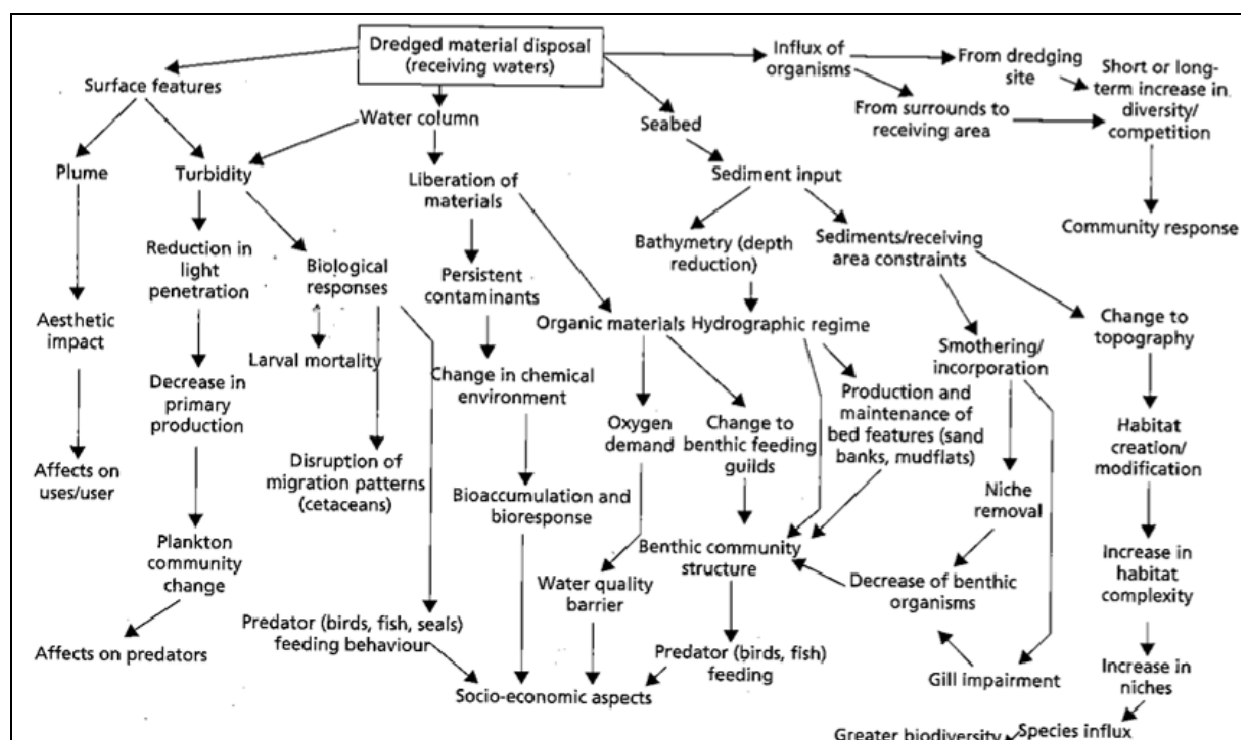 Dredged material disposal
(receiving waters)
Influx of
organisms
From dredging
site
Short or long-
term increase in
diversity/
competition
From surrounds to
receiving area
Community response
Surface features
Water column
Seabed
Plume
Turbidity
Liberation of
materials
Sediment input
Reduction in
light
penetration
Biological
responses
Persistent
contaminants
Bathymetry (depth
reduction)
Sediments/receiving
area constraints
Aesthetic
impact
Larval mortality
Organic materials
Hydrographic regime
Smothering/
incorporation
Change to
topography
Decrease in
primary
production
Change in chemical
environment
Oxygen
demand
Change to
benthic feeding
guilds
Production and
maintenance of
bed features (sand
banks, mudflats)
Habitat
creation/
modification
Affects on
uses/user
Disruption of
migration patterns
(cetaceans)
Bioaccumulation and
bioresponse
Niche
removal
Plankton
community
change
Water quality
barrier
Benthic community
structure
Decrease of benthic
organisms
Increase in
habitat
complexity
Affects on predators
Predator (birds, fish, seals)
feeding behaviour
Predator (birds, fish)
feeding
Gill impairment
Increase in
niches
Socio-economic aspects
Species influx
Greater biodiversity